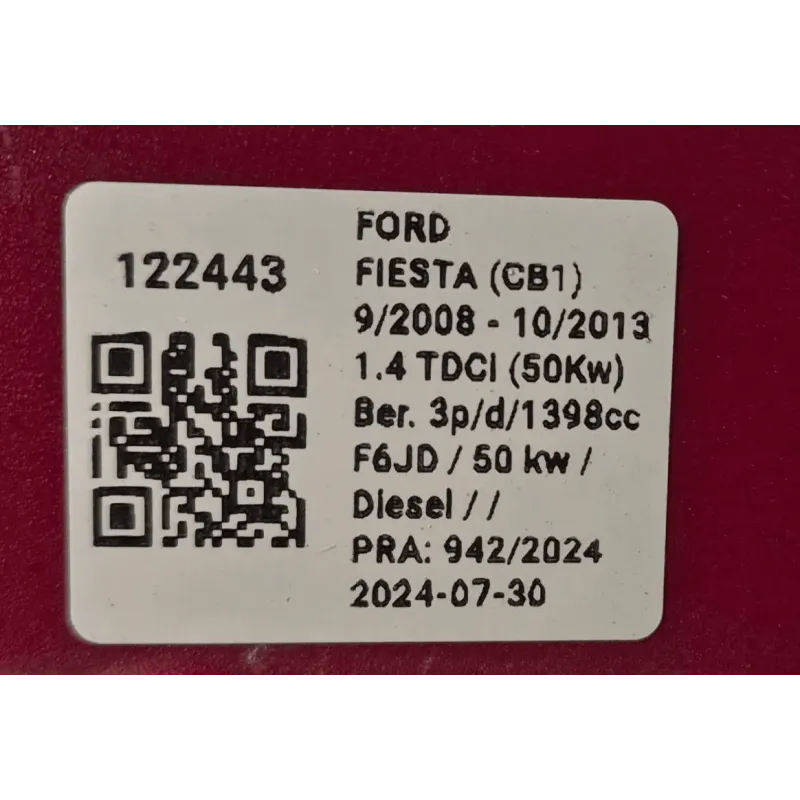 122443
FORD
FIESTA (CB1)
9/2008 - 10/2013
1.4 TDCI (50Kw)
Ber. 3p/d/1398cc
F6JD / 50 kw /
Diesel / /
PRA: 942/2024
2024-07-30